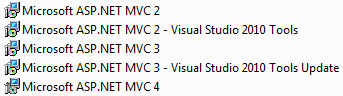 Microsoft ASP.NET MVC 2
Microsoft ASP.NET MVC 2 - Visual Studio 2010 Tools
Microsoft ASP.NET MVC 3
Microsoft ASP.NET MVC 3 - Visual Studio 2010 Tools Update
Microsoft ASP.NET MVC 4